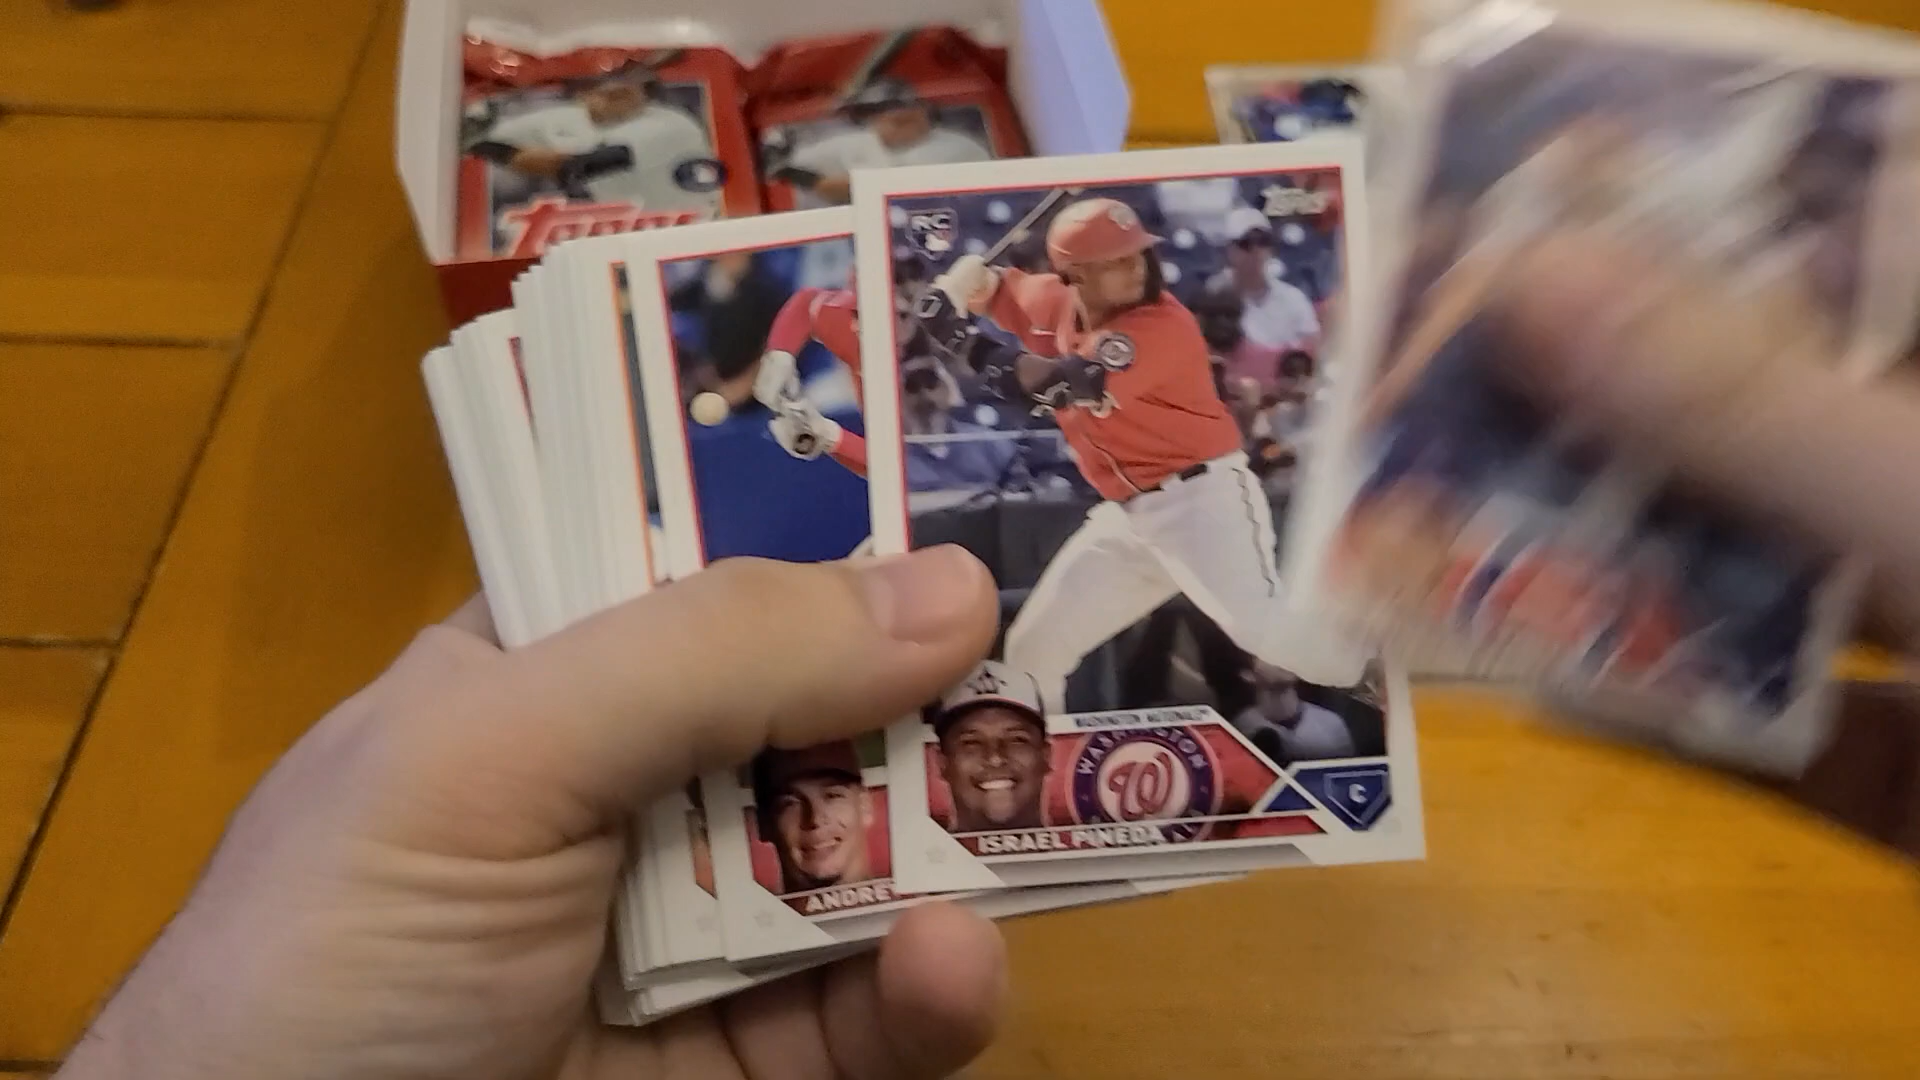 Topps
RC
Topps
WASHINGTON NATIONALS
WASHINGTON
W
C
ISRAEL PINEDA
ANDRE